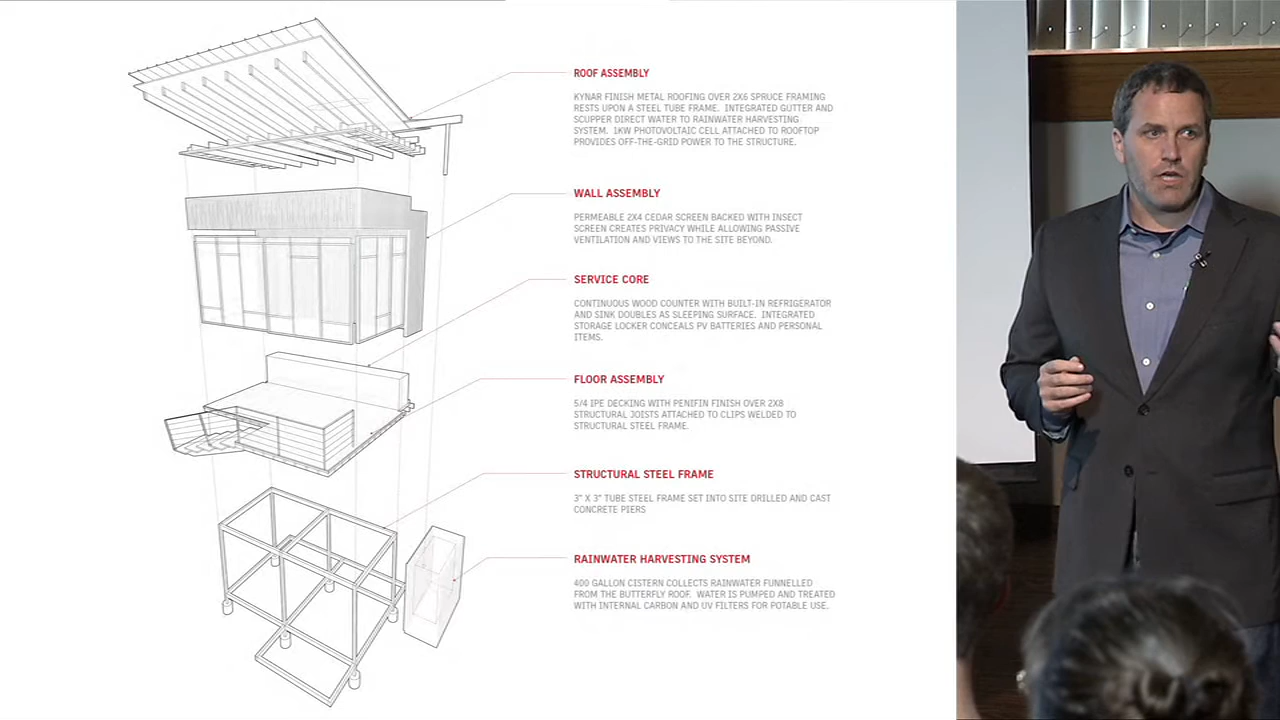 ROOF ASSEMBLY
KYNAR FINISH METAL ROOFING OVER 2X6 SPRUCE FRAMING
RESTS UPON A STEEL TUBE FRAME. INTEGRATED GUTTER AND
SCUPPER DIRECT WATER TO RAINWATER HARVESTING
SYSTEM. 1KW PHOTOVOLTAIC CELL ATTACHED TO ROOFTOP
PROVIDES OFF-THE-GRID POWER TO THE STRUCTURE.
WALL ASSEMBLY
PERMEABLE 2X4 CEDAR SCREEN BACKED WITH INSECT
SCREEN CREATES PRIVACY WHILE ALLOWING PASSIVE
VENTILATION AND VIEWS TO THE SITE BEYOND.
SERVICE CORE
CONTINUOUS WOOD COUNTER WITH BUILT-IN REFRIGERATOR
AND SINK DOUBLES AS SLEEPING SURFACE. INTEGRATED
STORAGE LOCKER CONCEALS PV BATTERIES AND PERSONAL
ITEMS.
FLOOR ASSEMBLY
5/4 IPE DECKING WITH PENIFIN FINISH OVER 2X8
STRUCTURAL JOISTS ATTACHED TO CLIPS WELDED TO
STRUCTURAL STEEL FRAME.
STRUCTURAL STEEL FRAME
3" X 3" TUBE STEEL FRAME SET INTO SITE DRILLED AND CAST
CONCRETE PIERS
RAINWATER HARVESTING SYSTEM
400 GALLON CISTERN COLLECTS RAINWATER FUNNELLED
FROM THE BUTTERFLY ROOF. WATER IS PUMPED AND TREATED
WITH INTERNAL CARBON AND UV FILTERS FOR POTABLE USE.